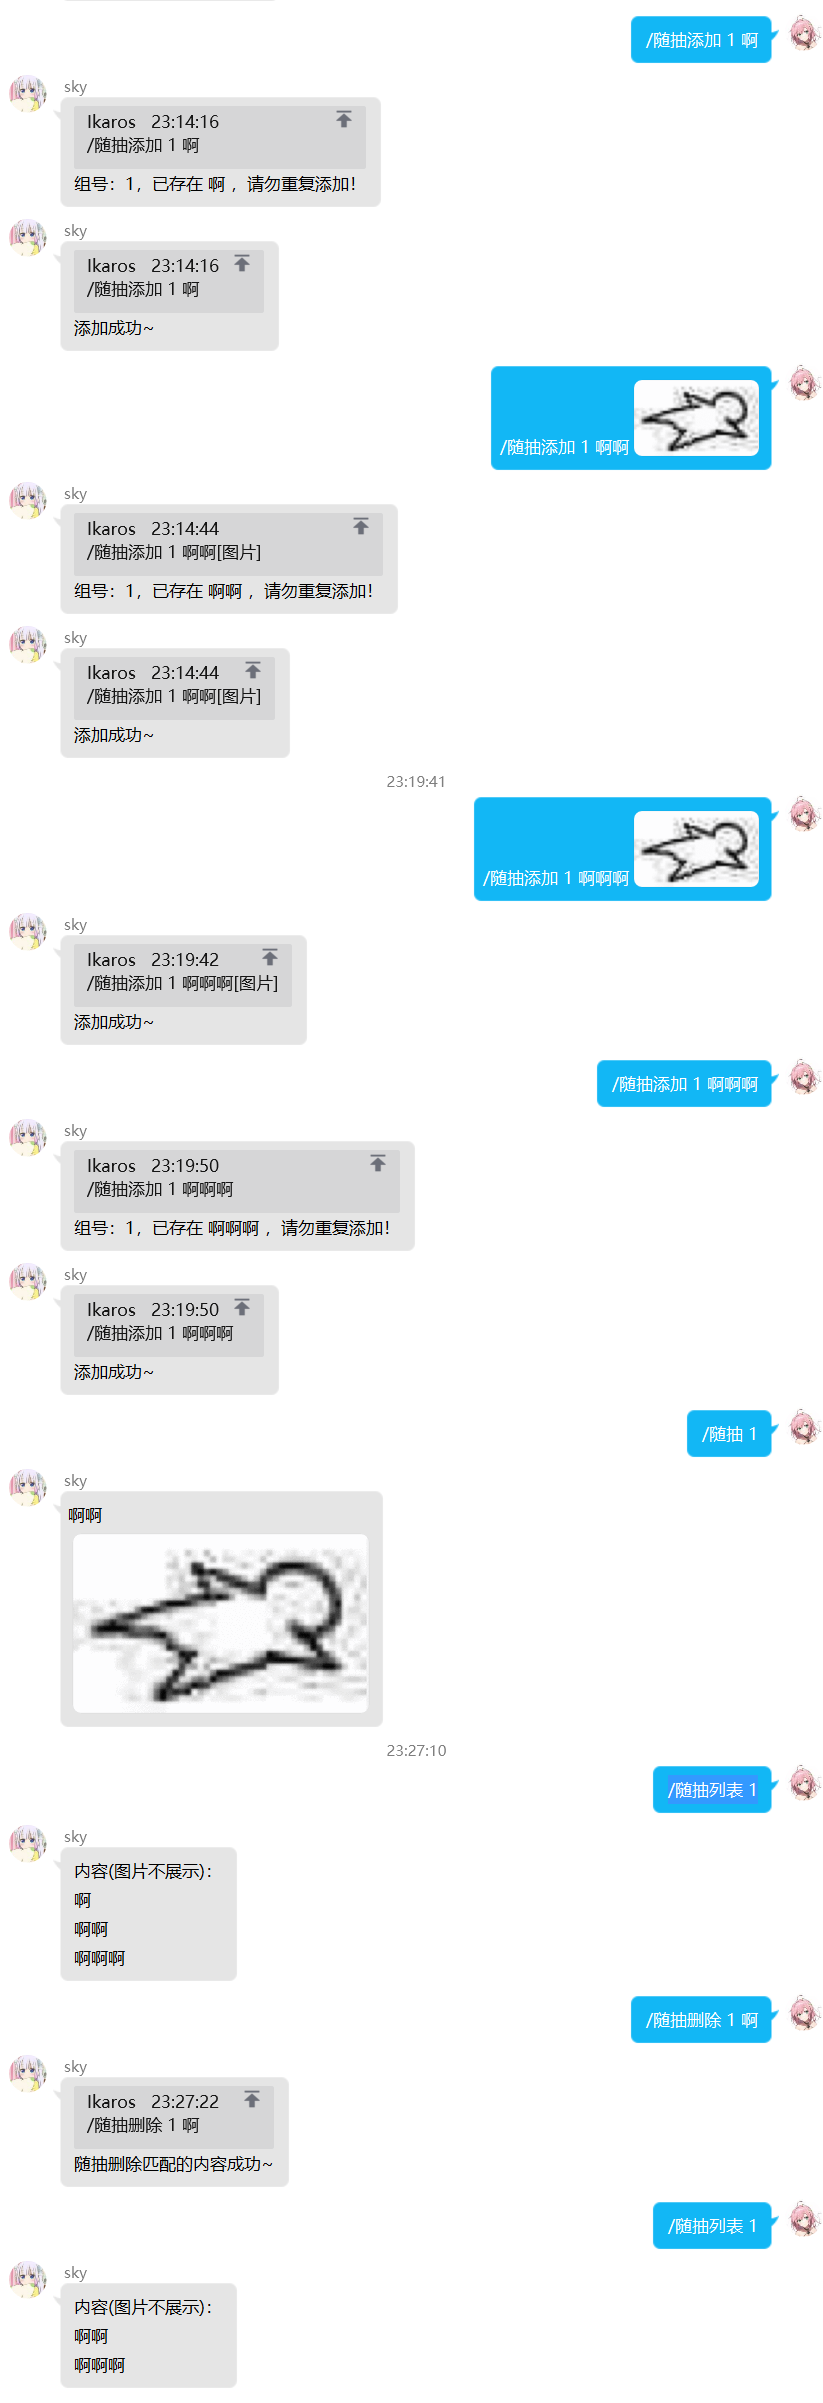 /随抽添加 1 啊
sky
Ikaros 23:14:16
/随抽添加 1 啊
组号：1，已存在 啊 ，请勿重复添加！
sky
Ikaros 23:14:16
/随抽添加 1 啊
添加成功~
/随抽添加 1 啊啊
sky
Ikaros 23:14:44
/随抽添加 1 啊啊[图片]
组号：1，已存在 啊啊 ，请勿重复添加！
sky
Ikaros 23:14:44
/随抽添加 1 啊啊[图片]
添加成功~
23:19:41
/随抽添加 1 啊啊啊
sky
Ikaros 23:19:42
/随抽添加 1 啊啊啊[图片]
添加成功~
/随抽添加 1 啊啊啊
sky
Ikaros 23:19:50
/随抽添加 1 啊啊啊
组号：1，已存在 啊啊啊 ，请勿重复添加！
sky
Ikaros 23:19:50
/随抽添加 1 啊啊啊
添加成功~
/随抽 1
sky
啊啊
23:27:10
/随抽列表 1
sky
内容(图片不展示)：
啊
啊啊
啊啊啊
/随抽删除 1 啊
sky
Ikaros 23:27:22
/随抽删除 1 啊
随抽删除匹配的内容成功~
/随抽列表 1
sky
内容(图片不展示)：
啊啊
啊啊啊